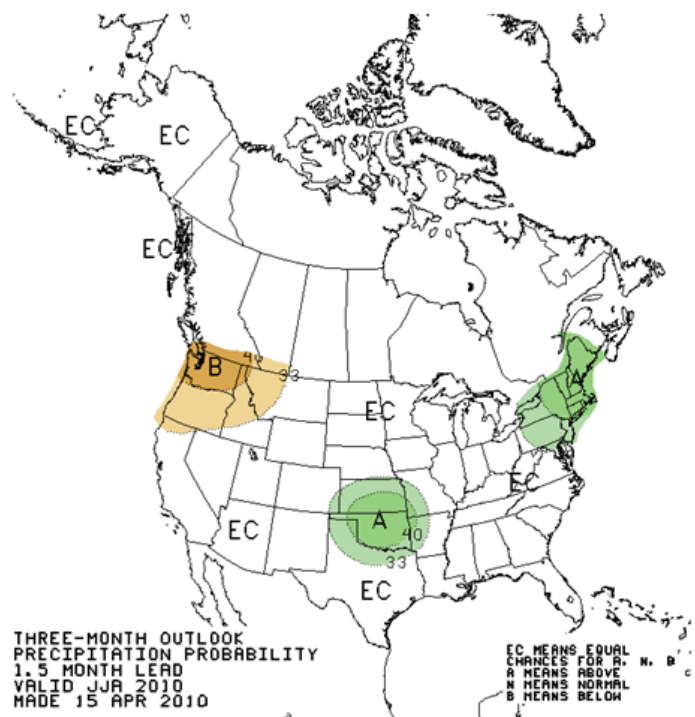 EC
EC
EC
40
B
33
A
EC
EC
A
EC
40
33
EC
THREE-MONTH OUTLOOK
PRECIPITATION PROBABILITY
1.5 MONTH LEAD
VALID JJA 2010
MADE 15 APR 2010
EC MEANS EQUAL
CHANCES FOR A, N, B
A MEANS ABOVE
N MEANS NORMAL
B MEANS BELOW